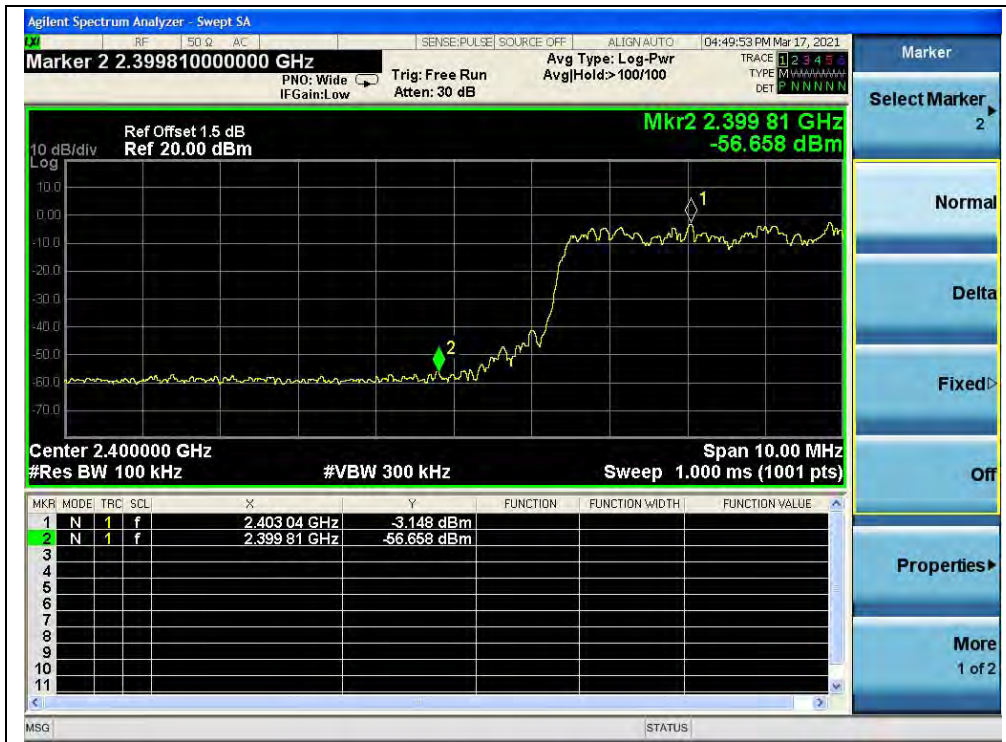 Agilent Spectrum Analyzer - Swept SA
LXI RF 50 Ω AC SENSE:PULSE SOURCE OFF ALIGN AUTO 04:49:53 PM Mar 17, 2021
Marker 2 2.399810000000 GHz
PNO: Wide
IFGain:Low
Trig: Free Run
Atten: 30 dB
Avg Type: Log-Pwr
Avg|Hold:>100/100
TRACE 1 2 3 4 5 6
TYPE M
DET P N N N N N
Mkr2 2.399 81 GHz
-56.658 dBm
Ref Offset 1.5 dB
10 dB/div Ref 20.00 dBm
Log
10.0
0.00
-10.0
-20.0
-30.0
-40.0
-50.0
-60.0
-70.0
1
2
Center 2.400000 GHz Span 10.00 MHz
#Res BW 100 kHz #VBW 300 kHz Sweep 1.000 ms (1001 pts)
MKR MODE TRC SCL X Y FUNCTION FUNCTION WIDTH FUNCTION VALUE
1 N 1 f 2.403 04 GHz -3.148 dBm
2 N 1 f 2.399 81 GHz -56.658 dBm
3
4
5
6
7
8
9
10
11
MSG STATUS
Marker
Select Marker
2
Normal
Delta
Fixed
Off
Properties
More
1 of 2